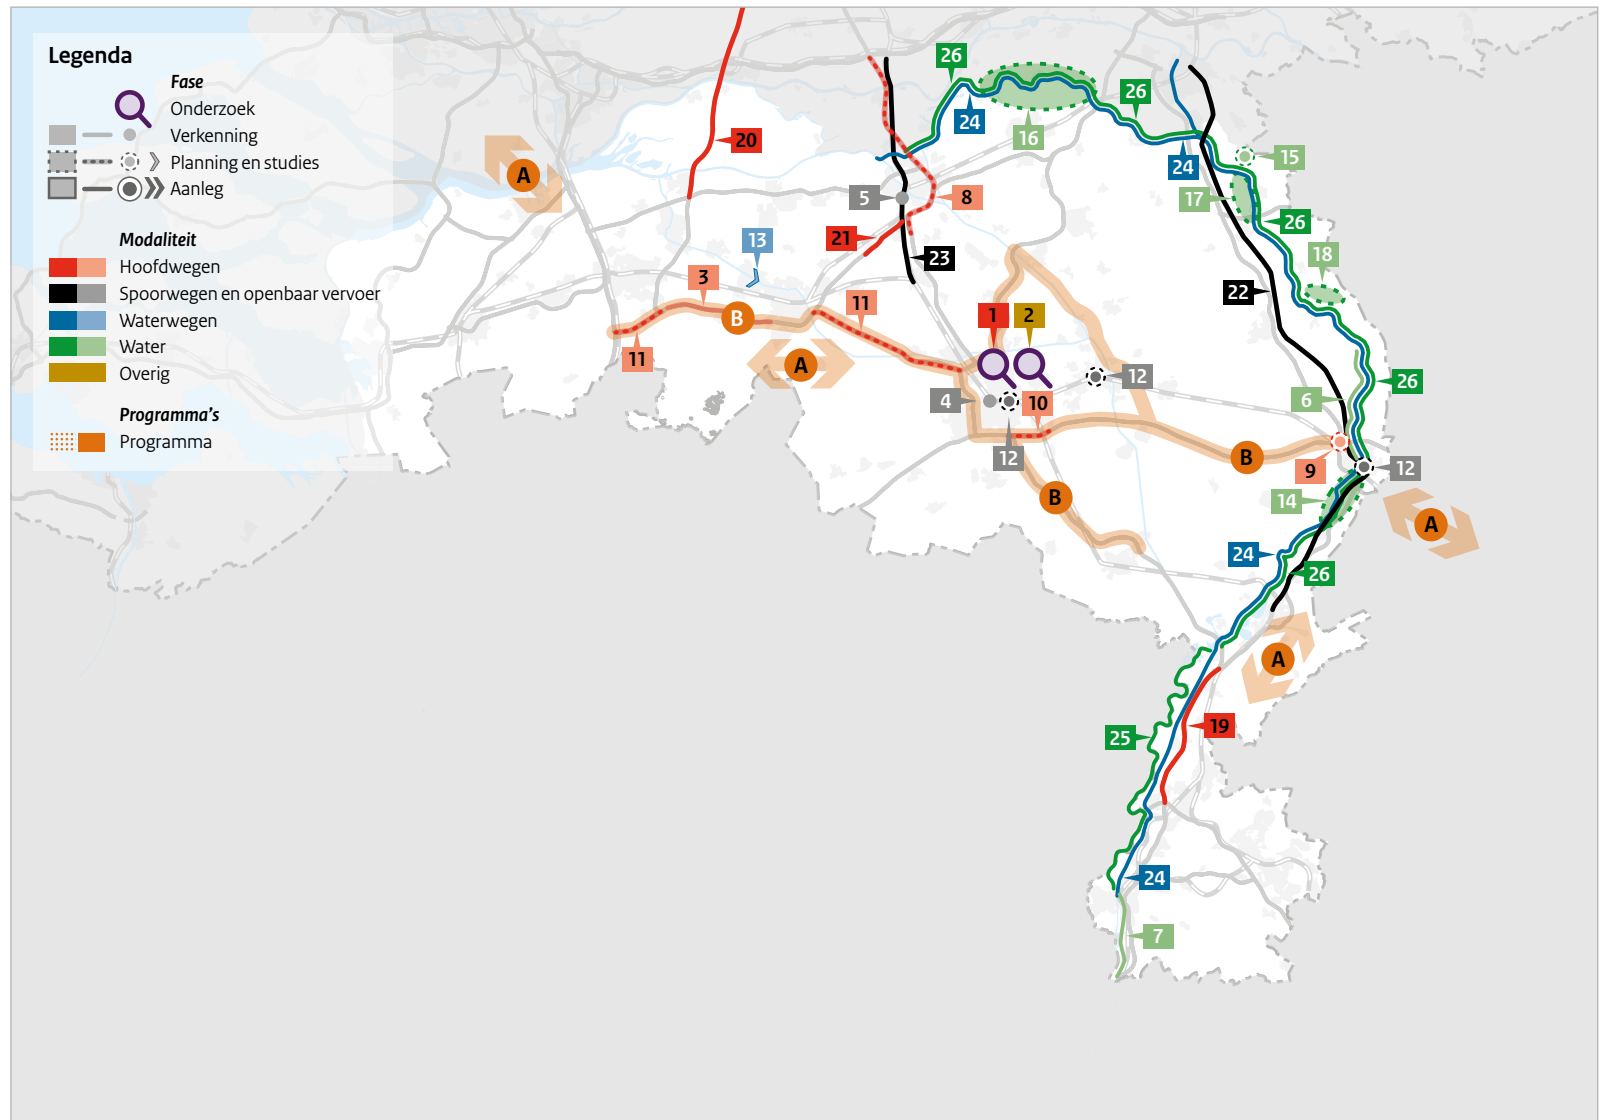 Legenda
Fase
Onderzoek
Verkenning
Planning en studies
Aanleg
Modaliteit
Hoofdwegen
Spoorwegen en openbaar vervoer
Waterwegen
Water
Overig
Programma's
Programma
26
26
24
20
16
15
A
24
5
8
17
26
21
13
23
18
3
22
11
1
2
B
11
A
12
26
4
10
6
12
B
9
12
B
14
A
24
26
A
25
19
24
7